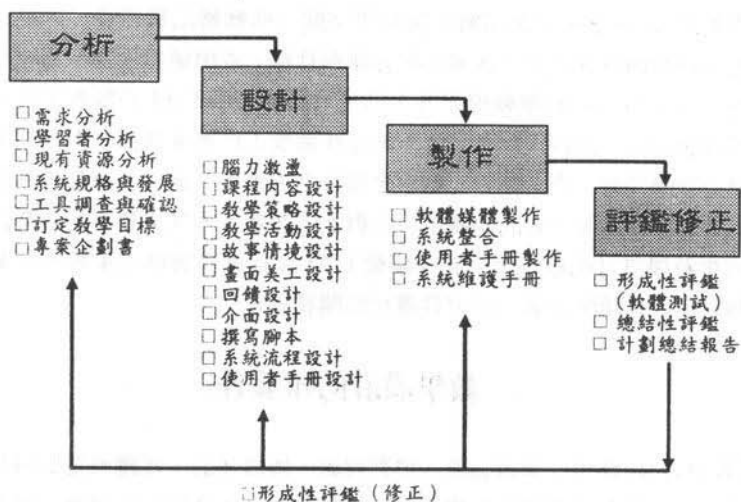 分析
□需求分析
□學習者分析
□現有資源分析
□系統規格與發展
□工具調查與確認
□訂定教學目標
□專案企劃書
設計
□腦力激盪
□課程內容設計
□教學策略設計
□教學活動設計
□故事情境設計
□畫面美工設計
□回饋設計
□介面設計
□撰寫腳本
□系統流程設計
□使用者手冊設計
製作
□軟體媒體製作
□系統整合
□使用者手冊製作
□系統維護手冊
評鑑修正
□形成性評鑑
(軟體測試)
□總結性評鑑
□計劃總結報告
□形成性評鑑（修正）